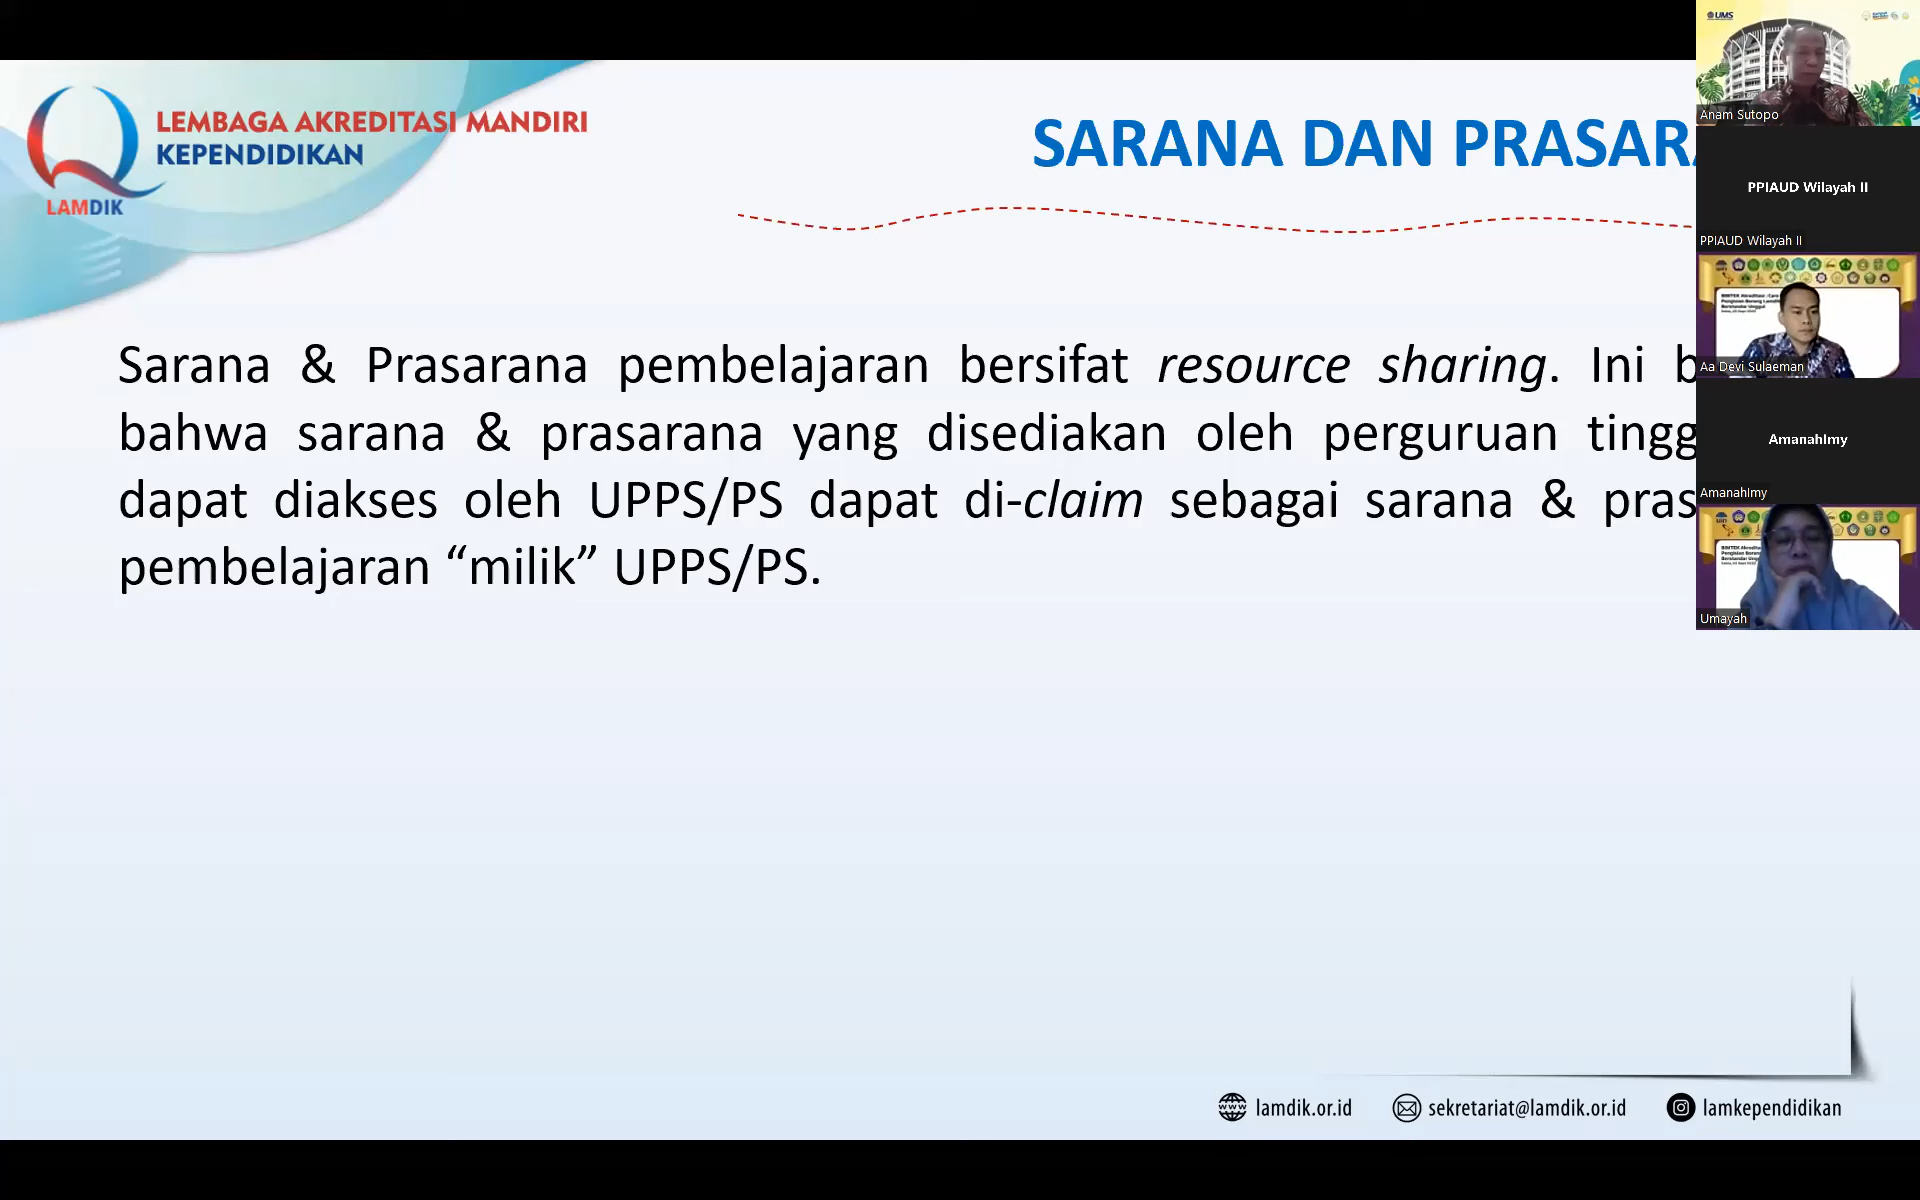 LEMBAGA AKREDITASI MANDIRI
KEPENDIDIKAN
LAMDIK
SARANA DAN PRASAR
Sarana & Prasarana pembelajaran bersifat resource sharing. Ini
bahwa sarana & prasarana yang disediakan oleh perguruan tingg
dapat diakses oleh UPPS/PS dapat di-claim sebagai sarana & pras
pembelajaran “milik” UPPS/PS.
lamdik.or.id
sekretariat@lamdik.or.id
lamkependidikan
UMS
Anam Sutopo
PPIAUD Wilayah II
PPIAUD Wilayah II
Aa Devi Sulaeman
AmanahImy
AmanahImy
Umayah